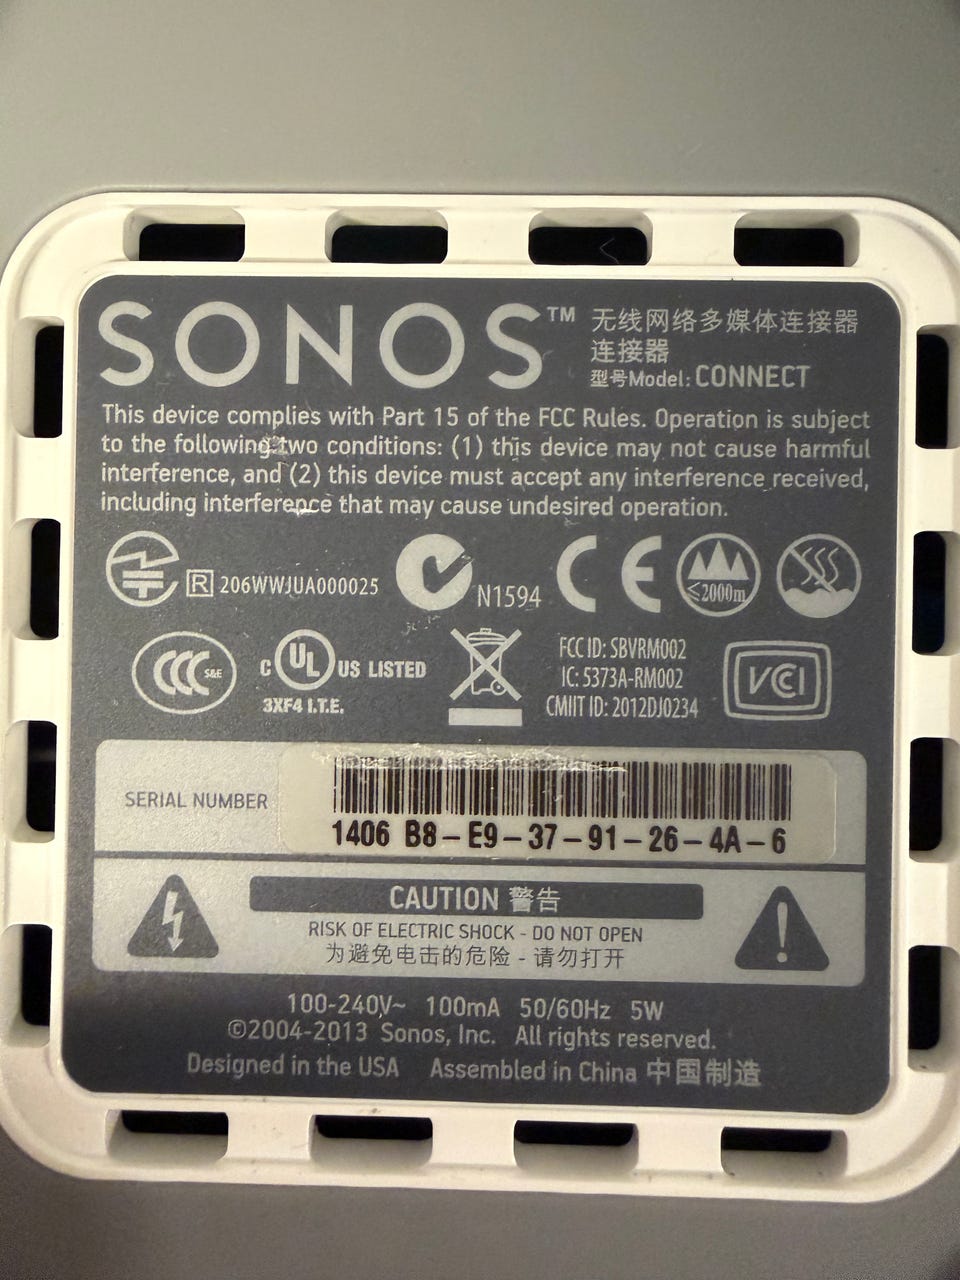 SONOS™
无线网络多媒体连接器
连接器
型号Model: CONNECT
This device complies with Part 15 of the FCC Rules. Operation is subject
to the following two conditions: (1) this device may not cause harmful
interference, and (2) this device must accept any interference received,
including interference that may cause undesired operation.
R 206WWJUA000025
N1594
CE
≤2000m
CCC S&E
C UL US LISTED
3XF4 I.T.E.
FCC ID: SBVRM002
IC: 5373A-RM002
CMIIT ID: 2012DJ0234
VCCI
SERIAL NUMBER
1406 B8-E9-37-91-26-4A-6
CAUTION 警告
RISK OF ELECTRIC SHOCK - DO NOT OPEN
为避免电击的危险 - 请勿打开
100-240V~ 100mA 50/60Hz 5W
©2004-2013 Sonos, Inc. All rights reserved.
Designed in the USA Assembled in China 中国制造